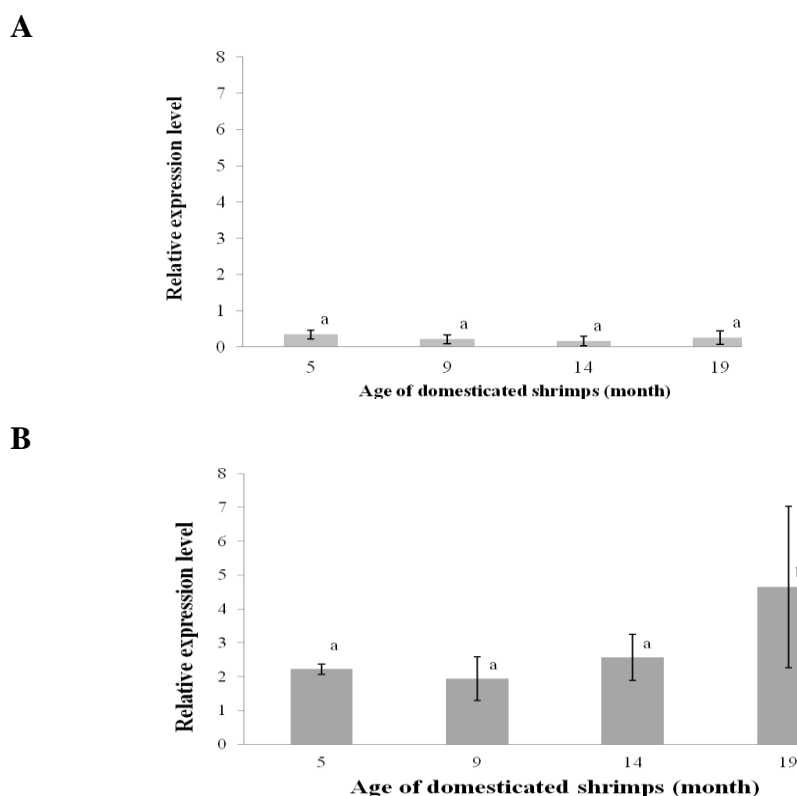 A
8
7
6
5
4
3
2
1
0
Relative expression level
a a a a
5 9 14 19
Age of domesticated shrimps (month)
B
8
7
6
5
4
3
2
1
0
Relative expression level
a a a
5 9 14 19
Age of domesticated shrimps (month)